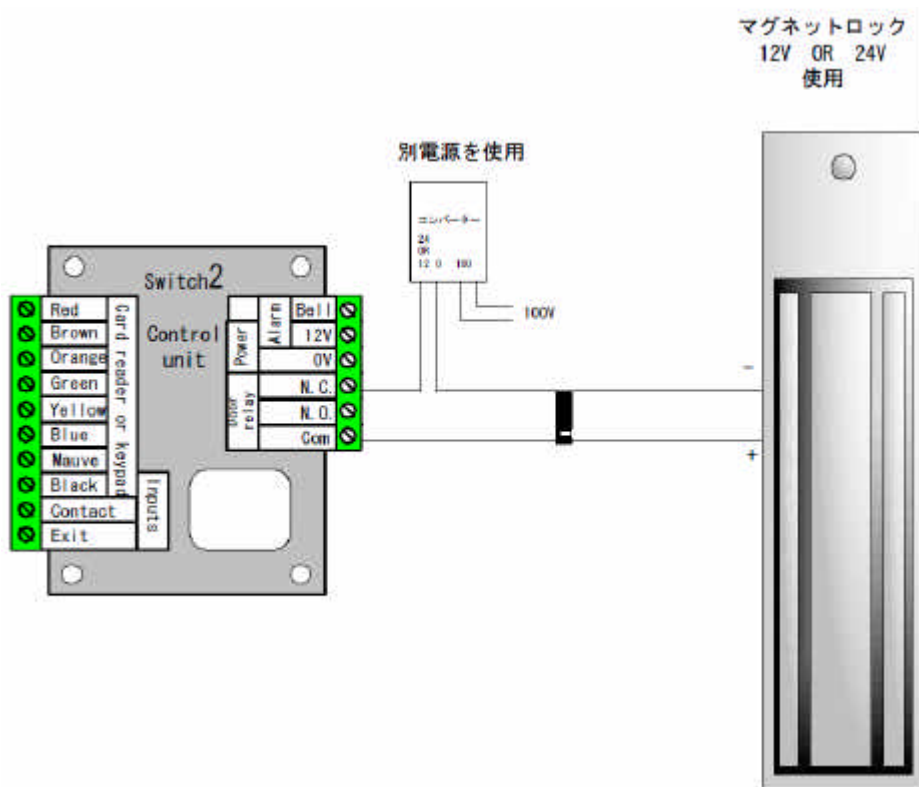 マグネットロック
12V OR 24V
使用
別電源を使用
コンバーター
24
OR
12 0 100
100V
Switch2
Control
unit
Red
Brown
Orange
Green
Yellow
Blue
Mauve
Black
Contact
Exit
Card reader or keypad
Inputs
Alarm
Power
Door
relay
Bell
12V
0V
N.C.
N.O.
Com
-
+